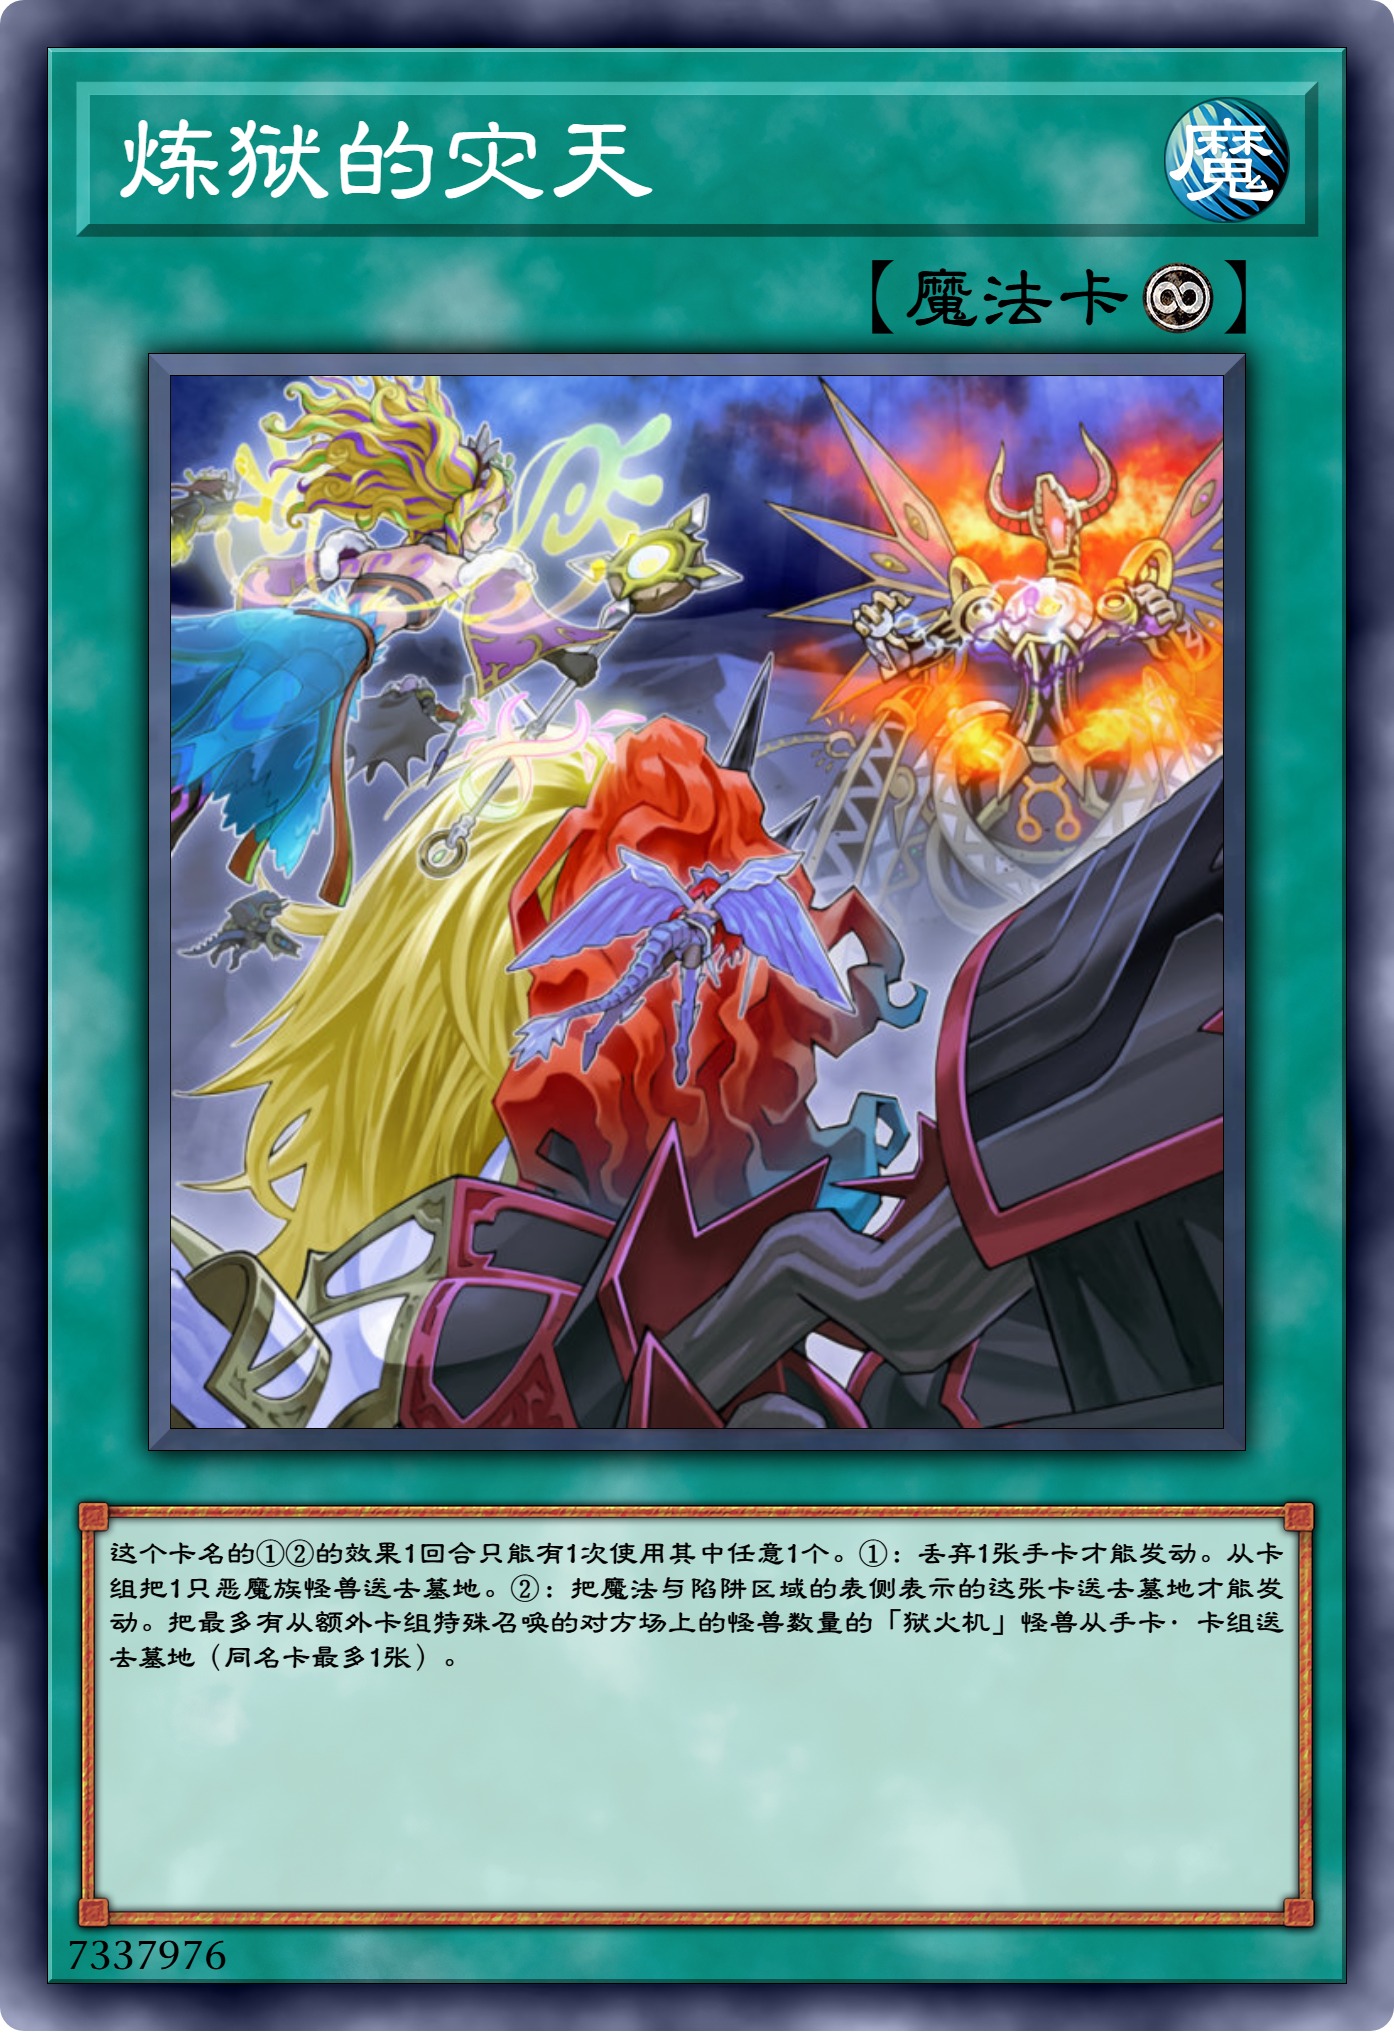 炼狱的灾天
魔
【魔法卡】
这个卡名的①②的效果1回合只能有1次使用其中任意1个。①：丢弃1张手卡才能发动。从卡
组把1只恶魔族怪兽送去墓地。②：把魔法与陷阱区域的表侧表示的这张卡送去墓地才能发
动。把最多有从额外卡组特殊召唤的对方场上的怪兽数量的「狱火机」怪兽从手卡·卡组送
去墓地（同名卡最多1张）。
7337976